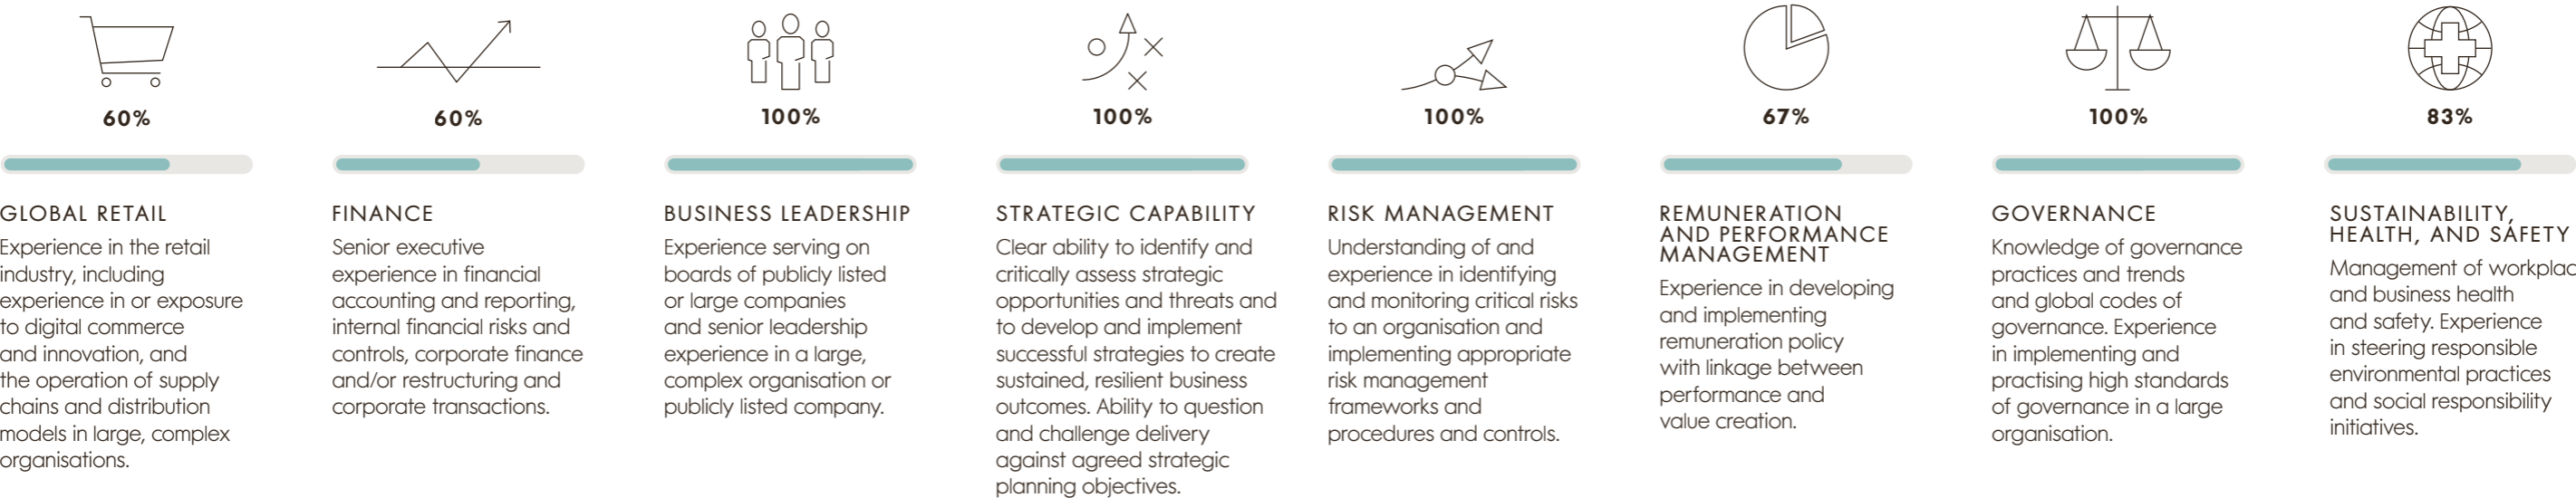 60%
GLOBAL RETAIL
Experience in the retail
industry, including
experience in or exposure
to digital commerce
and innovation, and
the operation of supply
chains and distribution
models in large, complex
organisations.
60%
FINANCE
Senior executive
experience in financial
accounting and reporting,
internal financial risks and
controls, corporate finance
and/or restructuring and
corporate transactions.
100%
BUSINESS LEADERSHIP
Experience serving on
boards of publicly listed
or large companies
and senior leadership
experience in a large,
complex organisation or
publicly listed company.
100%
STRATEGIC CAPABILITY
Clear ability to identify and
critically assess strategic
opportunities and threats and
to develop and implement
successful strategies to create
sustained, resilient business
outcomes. Ability to question
and challenge delivery
against agreed strategic
planning objectives.
100%
RISK MANAGEMENT
Understanding of and
experience in identifying
and monitoring critical risks
to an organisation and
implementing appropriate
risk management
frameworks and
procedures and controls.
67%
REMUNERATION
AND PERFORMANCE
MANAGEMENT
Experience in developing
and implementing
remuneration policy
with linkage between
performance and
value creation.
100%
GOVERNANCE
Knowledge of governance
practices and trends
and global codes of
governance. Experience
in implementing and
practising high standards
of governance in a large
organisation.
83%
SUSTAINABILITY,
HEALTH, AND SAFETY
Management of workplac
and business health
and safety. Experience
in steering responsible
environmental practices
and social responsibility
initiatives.